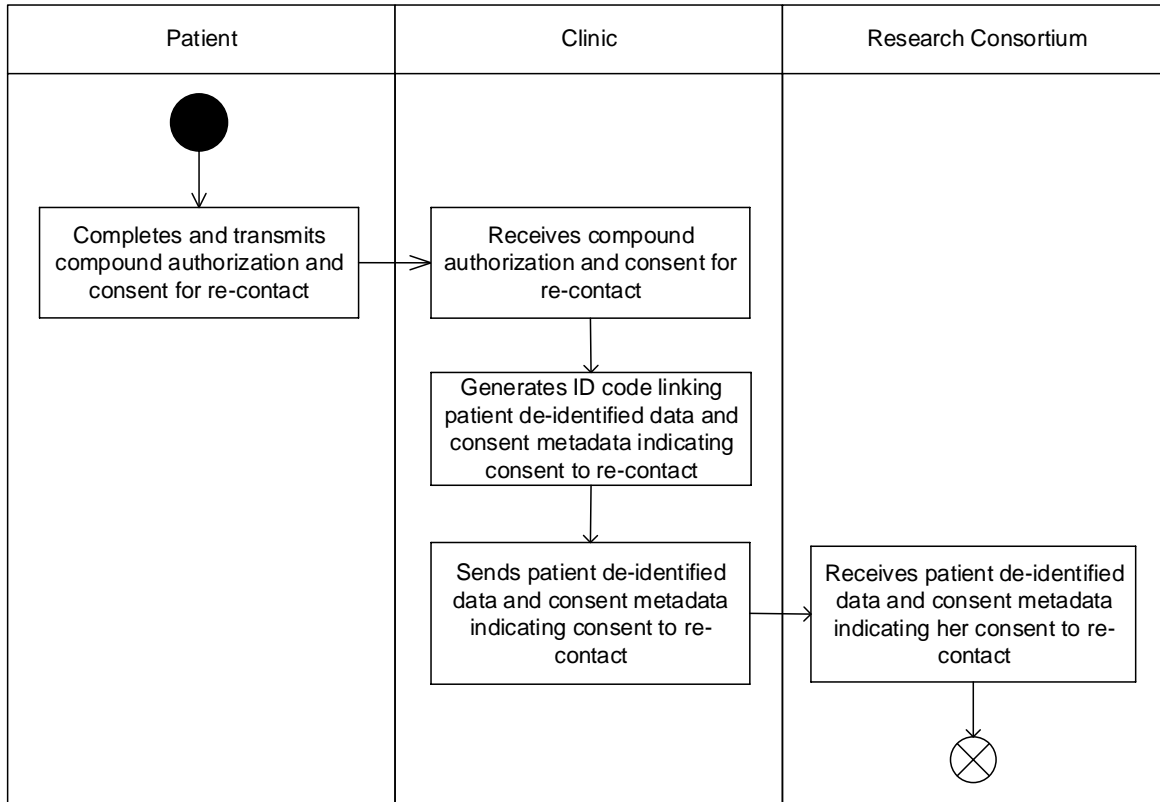 Patient
Clinic
Research Consortium
Completes and transmits
compound authorization and
consent for re-contact
Receives compound
authorization and consent for
re-contact
Generates ID code linking
patient de-identified data and
consent metadata indicating
consent to re-contact
Sends patient de-identified
data and consent metadata
indicating consent to re-
contact
Receives patient de-identified
data and consent metadata
indicating her consent to re-
contact